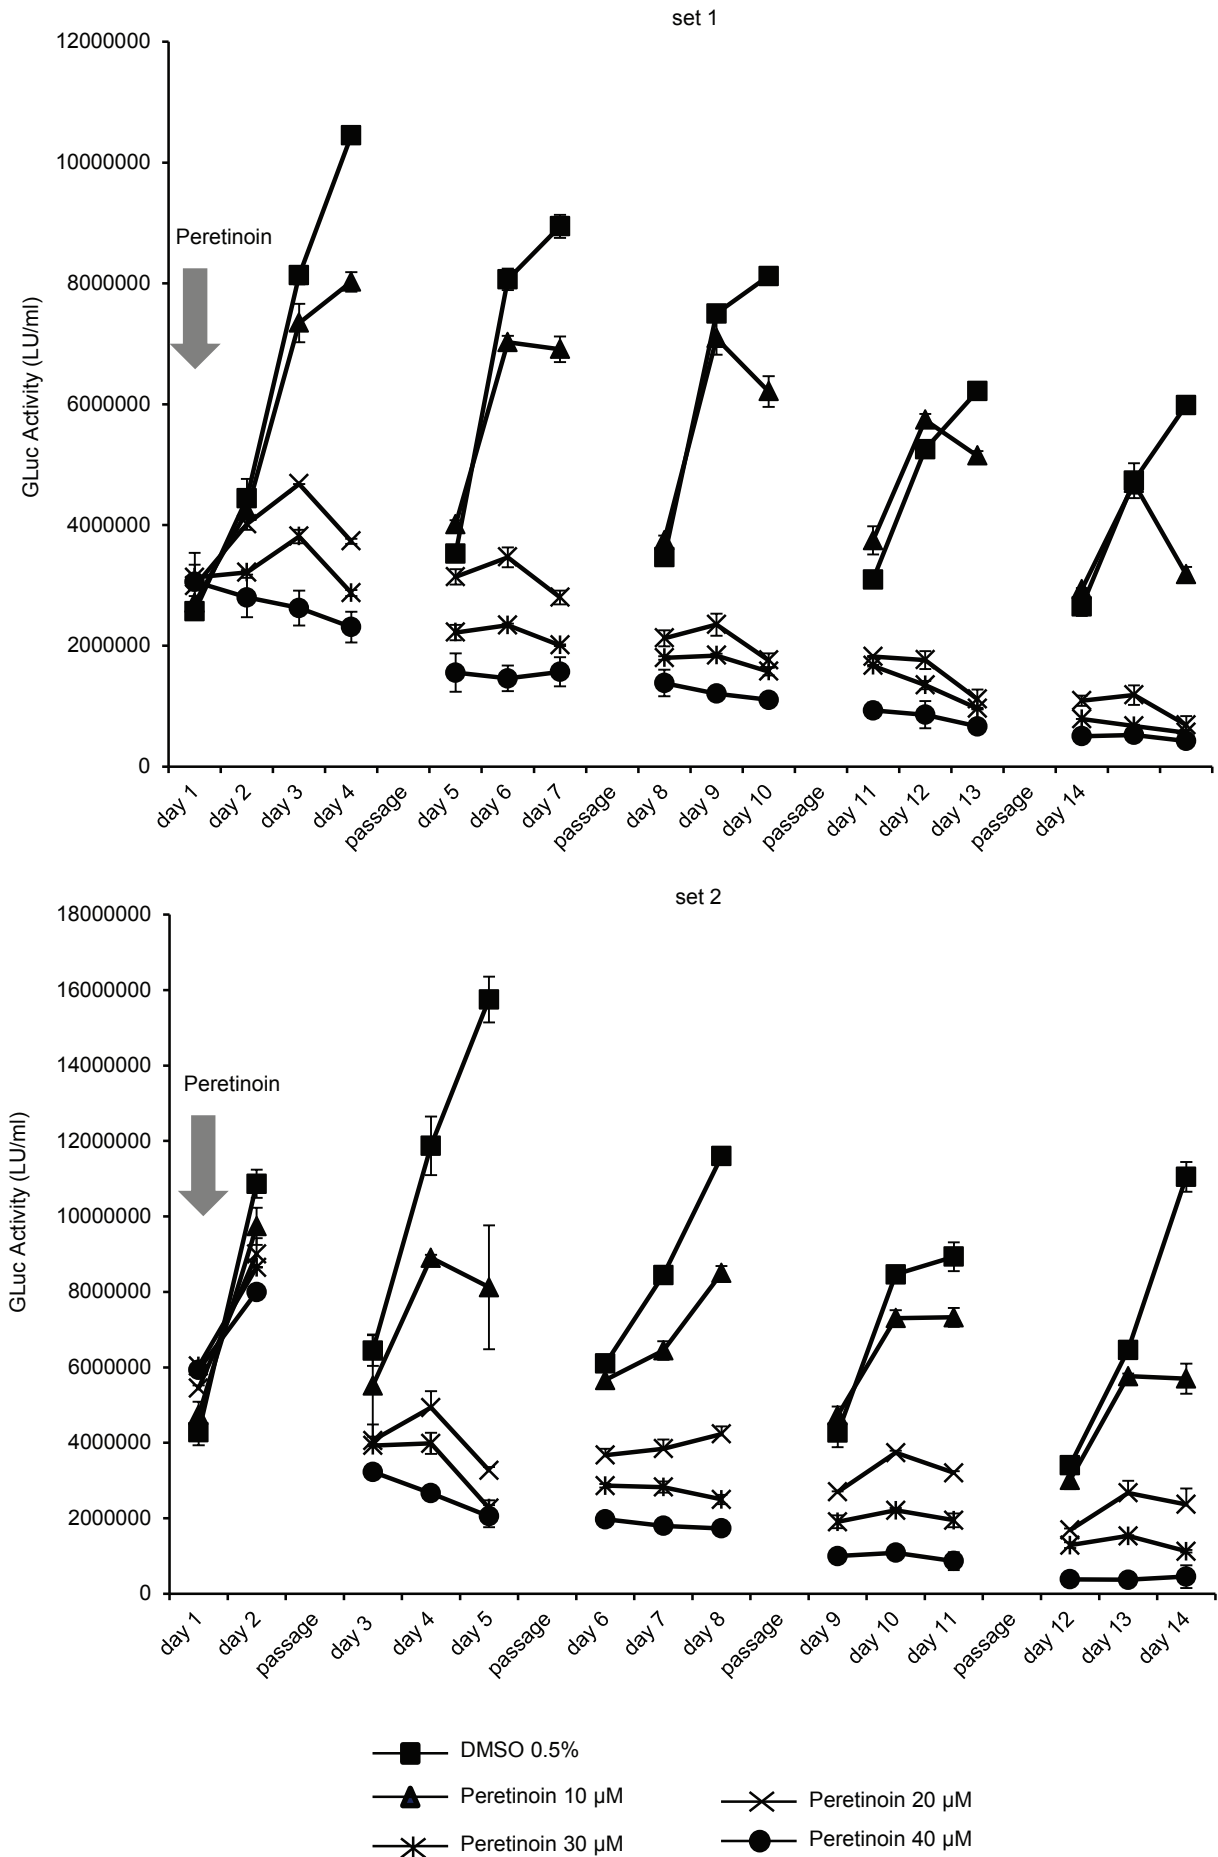 set 1
12000000
10000000
8000000
6000000
4000000
2000000
0
GLuc Activity (LU/ml)
Peretinoin
day 1
day 2
day 3
day 4
passage
day 5
day 6
day 7
passage
day 8
day 9
day 10
passage
day 11
day 12
day 13
passage
day 14
set 2
18000000
16000000
14000000
12000000
10000000
8000000
6000000
4000000
2000000
0
GLuc Activity (LU/ml)
Peretinoin
day 1
day 2
passage
day 3
day 4
day 5
passage
day 6
day 7
day 8
passage
day 9
day 10
day 11
passage
day 12
day 13
day 14
DMSO 0.5%
Peretinoin 10 μM
Peretinoin 20 μM
Peretinoin 30 μM
Peretinoin 40 μM